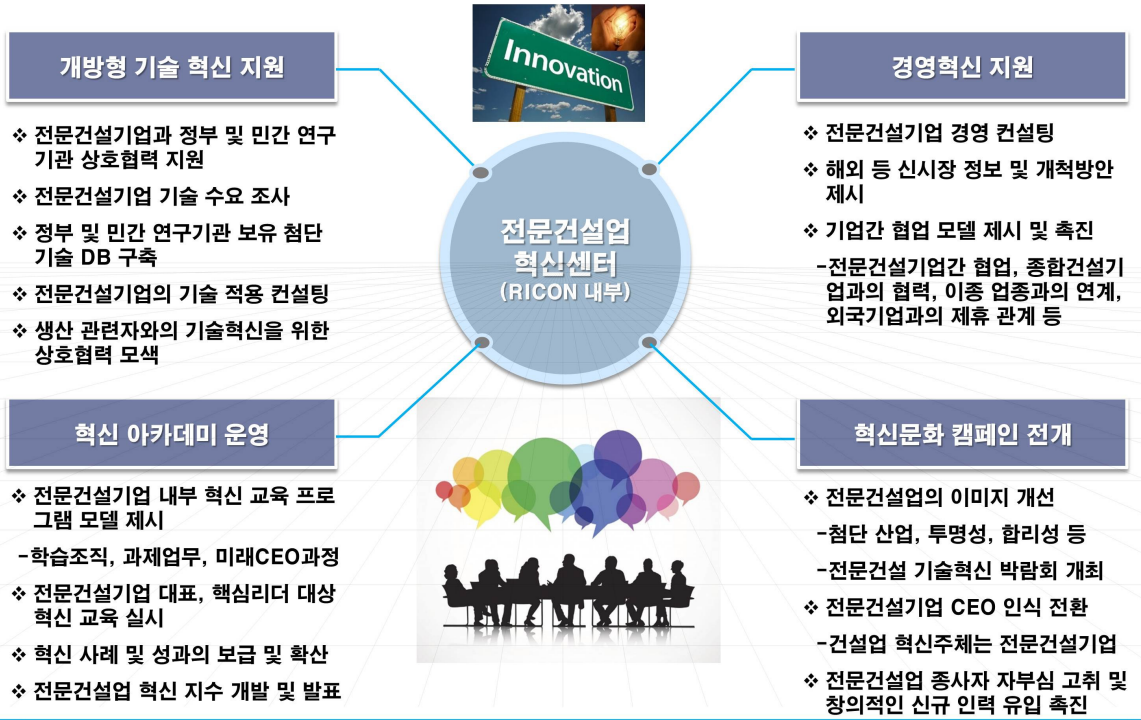 Innovation
개방형 기술 혁신 지원
❖ 전문건설기업과 정부 및 민간 연구
기관 상호협력 지원
❖ 전문건설기업 기술 수요 조사
❖ 정부 및 민간 연구기관 보유 첨단
기술 DB 구축
❖ 전문건설기업의 기술 적용 컨설팅
❖ 생산 관련자와의 기술혁신을 위한
상호협력 모색
경영혁신 지원
❖ 전문건설기업 경영 컨설팅
❖ 해외 등 신시장 정보 및 개척방안
제시
❖ 기업간 협업 모델 제시 및 촉진
-전문건설기업간 협업, 종합건설기
업과의 협력, 이종 업종과의 연계,
외국기업과의 제휴 관계 등
전문건설업
혁신센터
(RICON 내부)
혁신 아카데미 운영
❖ 전문건설기업 내부 혁신 교육 프로
그램 모델 제시
-학습조직, 과제업무, 미래CEO과정
❖ 전문건설기업 대표, 핵심리더 대상
혁신 교육 실시
❖ 혁신 사례 및 성과의 보급 및 확산
❖ 전문건설업 혁신 지수 개발 및 발표
혁신문화 캠페인 전개
❖ 전문건설업의 이미지 개선
-첨단 산업, 투명성, 합리성 등
-전문건설 기술혁신 박람회 개최
❖ 전문건설기업 CEO 인식 전환
-건설업 혁신주체는 전문건설기업
❖ 전문건설업 종사자 자부심 고취 및
창의적인 신규 인력 유입 촉진